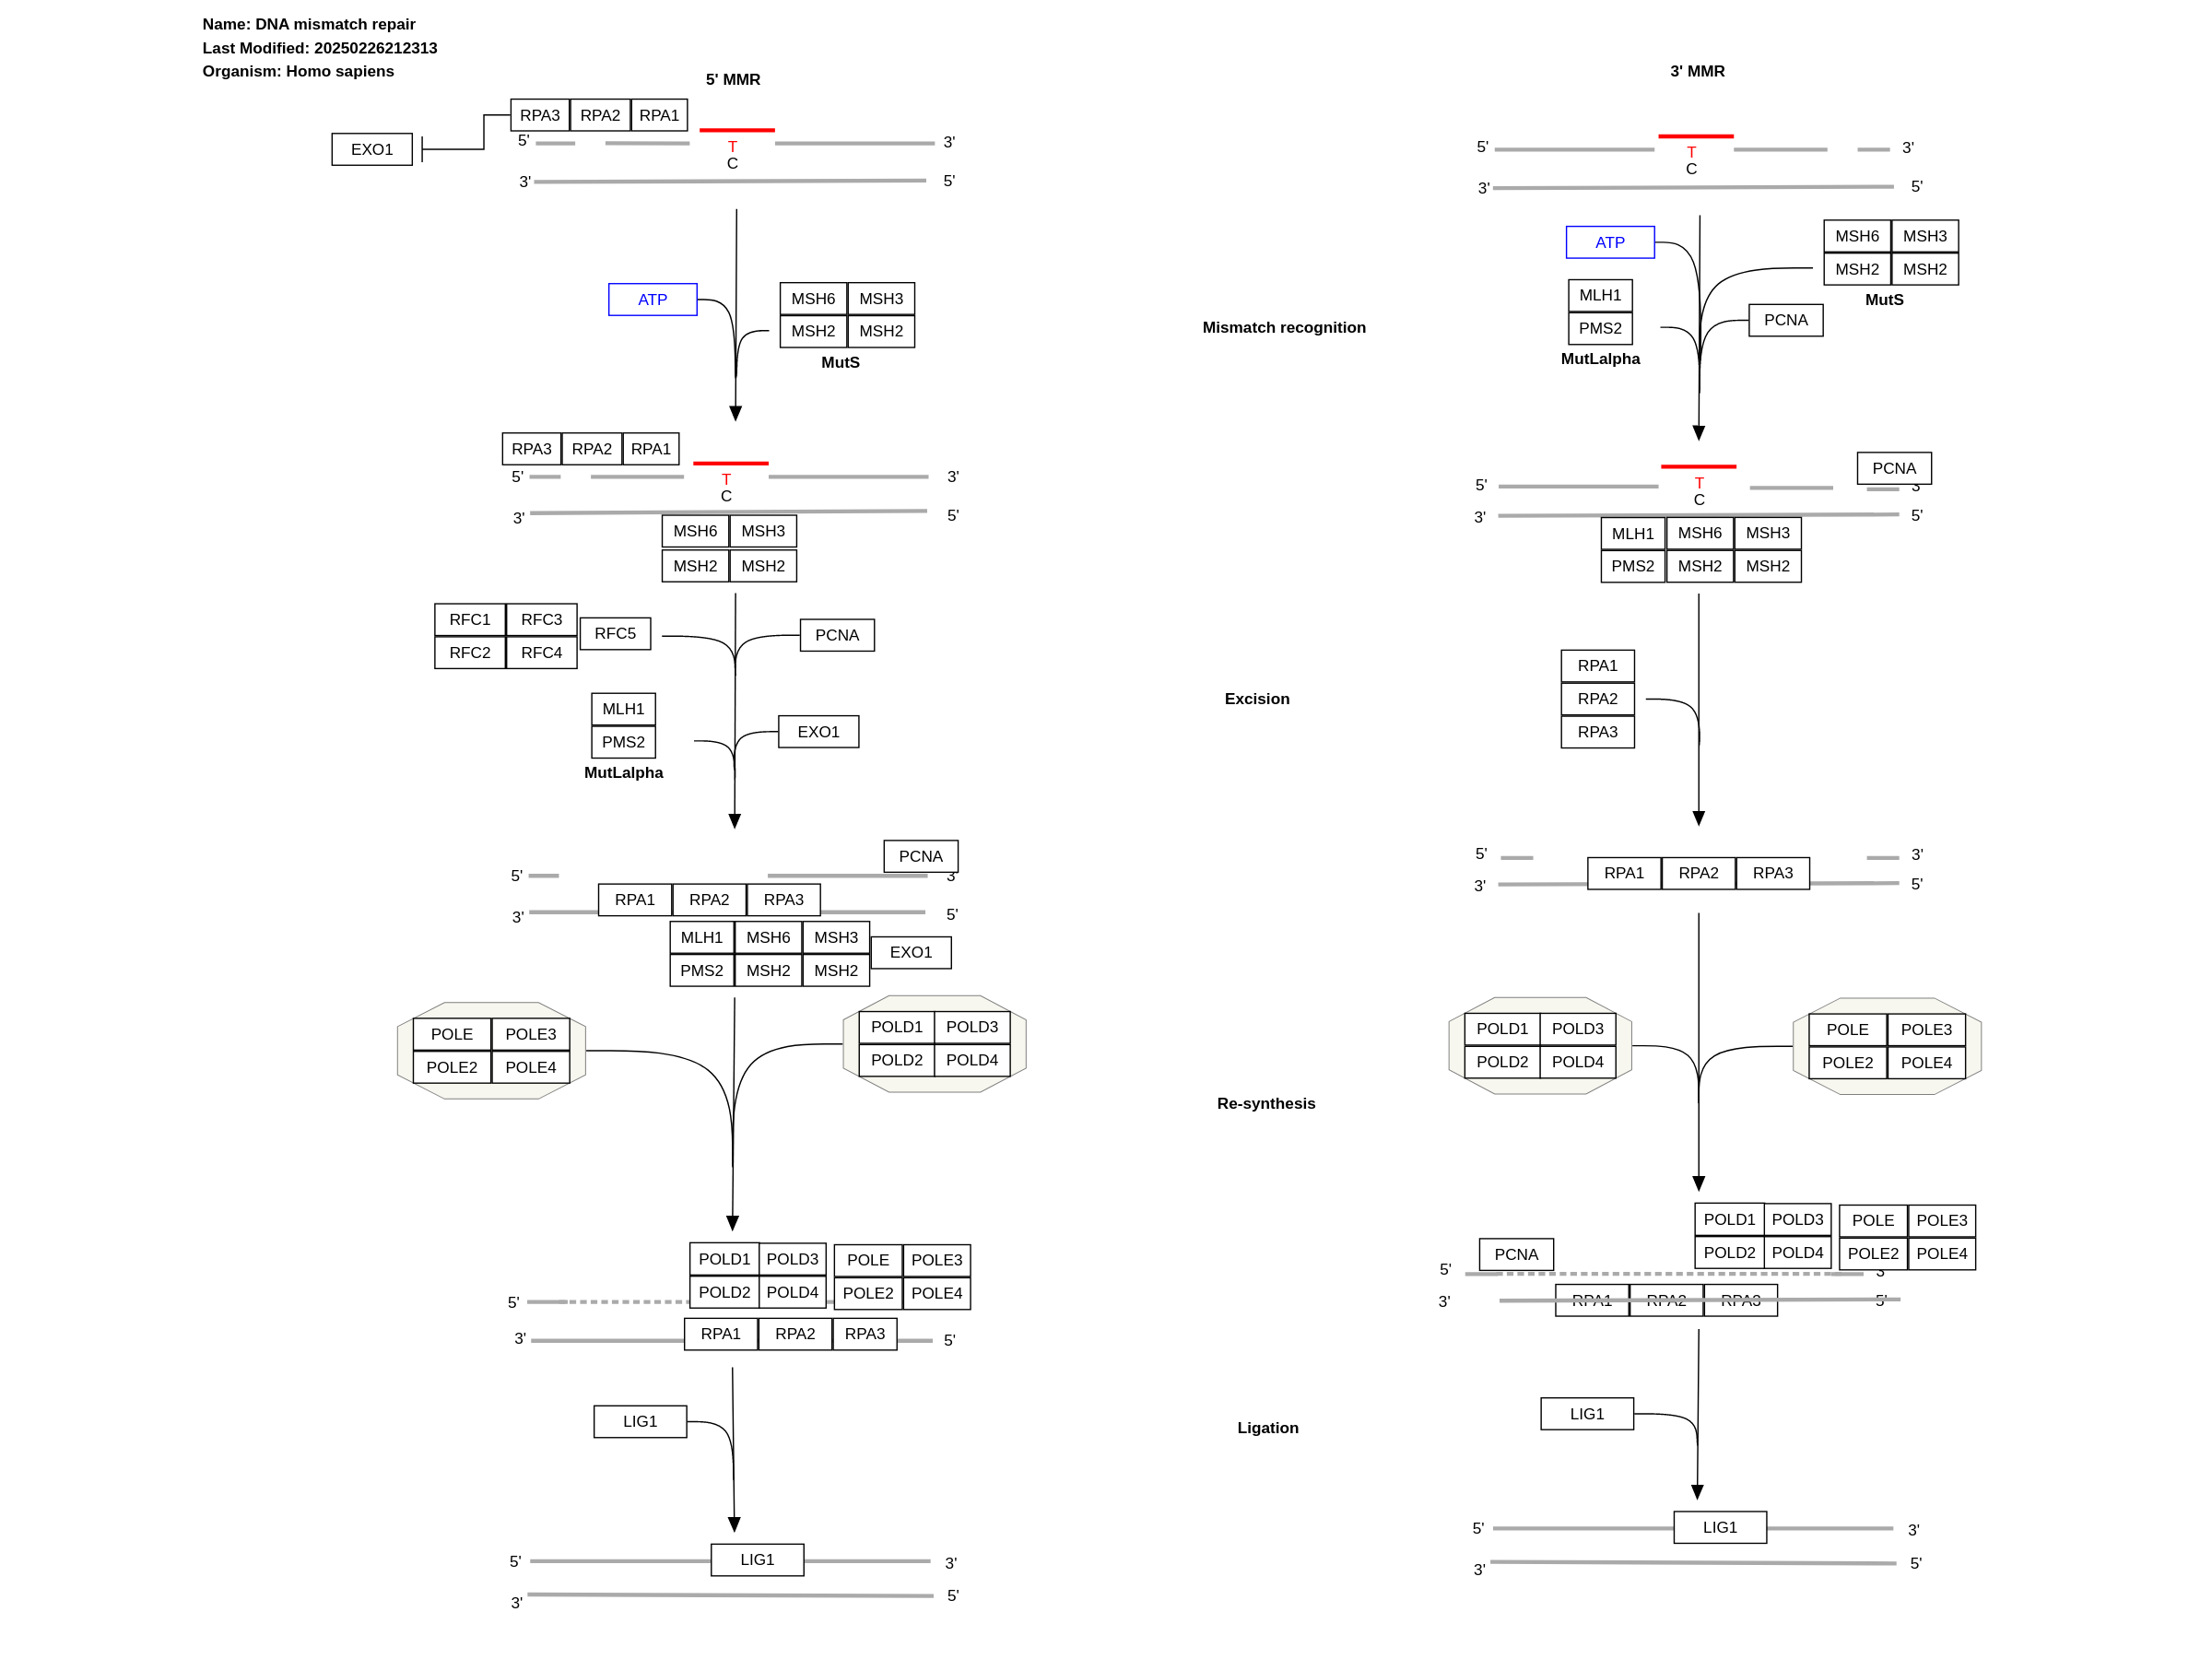 Name: DNA mismatch repair
Last Modified: 20250226212313
Organism: Homo sapiens
5' MMR
RPA3 RPA2 RPA1
EXO1
5' 3'
T
C
3' 5'
ATP
MSH6 MSH3
MSH2 MSH2
MutS
RPA3 RPA2 RPA1
5' 3'
T
C
3' 5'
MSH6 MSH3
MSH2 MSH2
RFC1 RFC3
RFC5
RFC2 RFC4
PCNA
MLH1
PMS2
MutLalpha
EXO1
PCNA
5' 3'
RPA1 RPA2 RPA3
3' 5'
MLH1 MSH6 MSH3
EXO1
PMS2 MSH2 MSH2
POLE POLE3
POLE2 POLE4
POLD1 POLD3
POLD2 POLD4
POLD1 POLD3 POLE POLE3
POLD2 POLD4 POLE2 POLE4
5'
RPA1 RPA2 RPA3
3' 5'
LIG1
5' LIG1 3'
3' 5'
Mismatch recognition
Excision
Re-synthesis
Ligation
3' MMR
5' 3'
T
C
3' 5'
ATP
MSH6 MSH3
MSH2 MSH2
MutS
MLH1
PMS2
MutLalpha
PCNA
PCNA
5' 3'
T
C
3' 5'
MLH1 MSH6 MSH3
PMS2 MSH2 MSH2
RPA1
RPA2
RPA3
5' 3'
RPA1 RPA2 RPA3
3' 5'
POLD1 POLD3
POLD2 POLD4
POLE POLE3
POLE2 POLE4
POLD1 POLD3 POLE POLE3
POLD2 POLD4 POLE2 POLE4
PCNA
5' 3'
3' RPA1 RPA2 RPA3 5'
LIG1
5' LIG1 3'
3' 5'